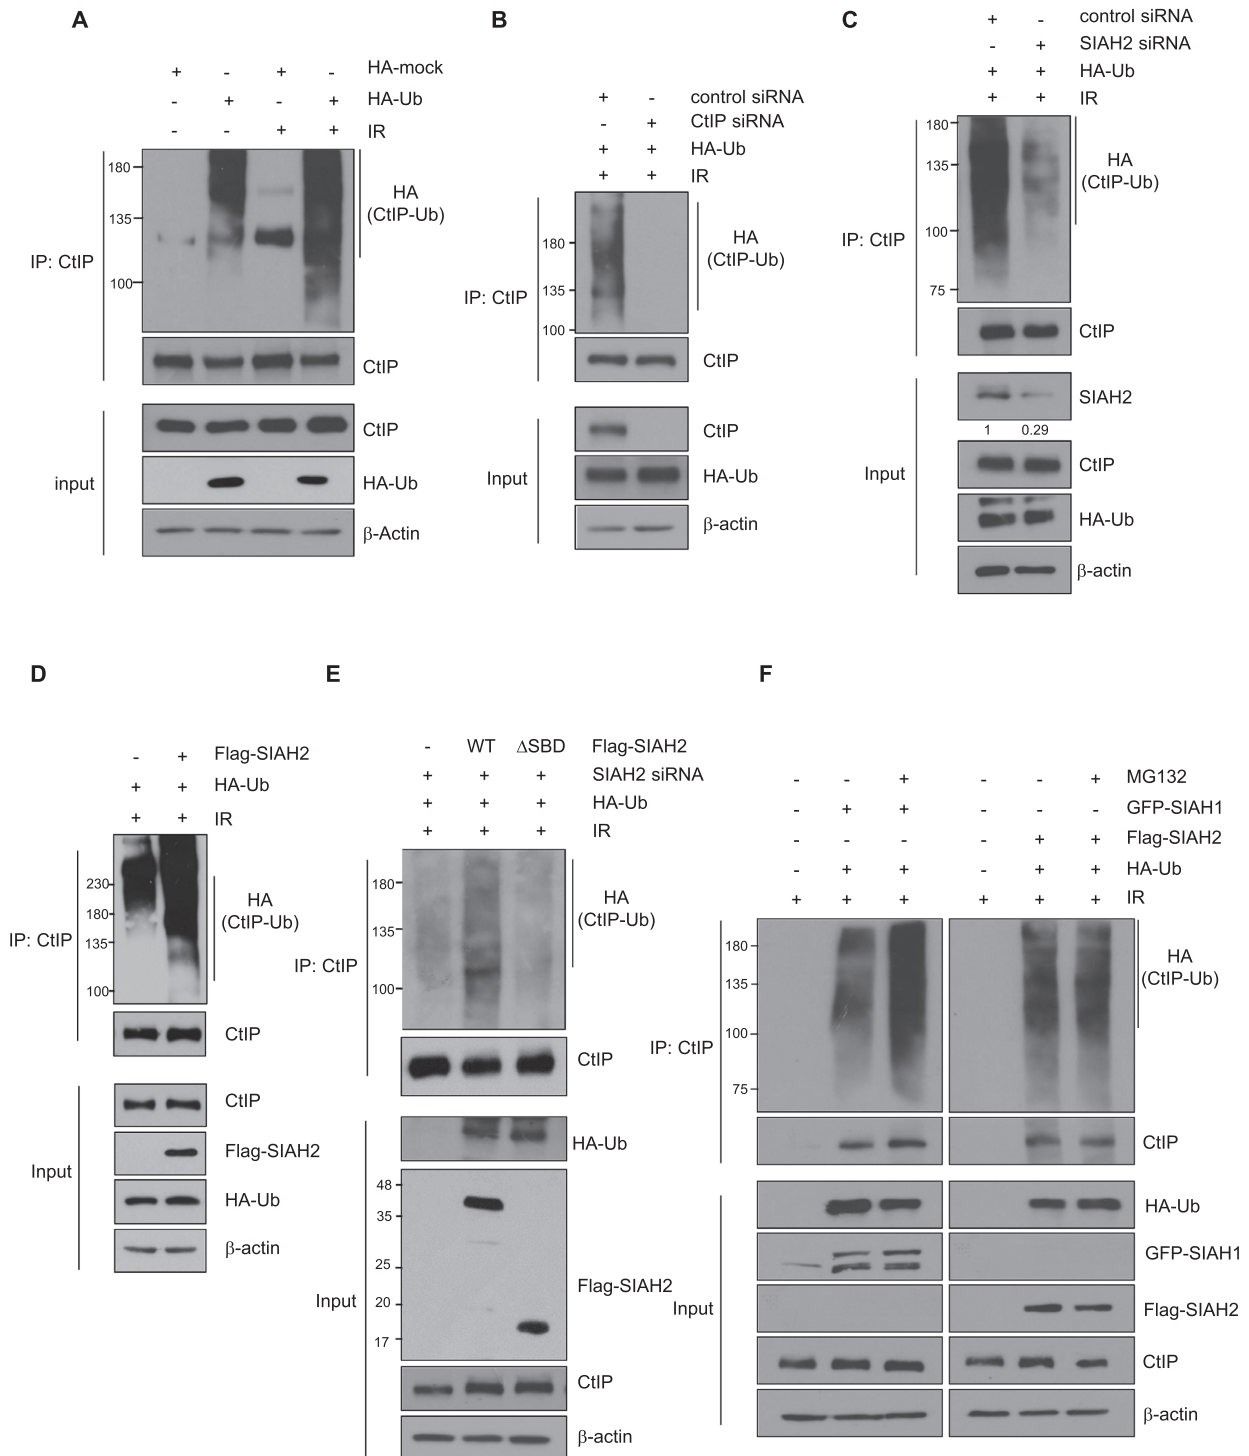 A
+ - + - HA-mock
- + - + HA-Ub
- - + + IR
180
135
100
HA
(CtIP-Ub)
IP: CtIP
CtIP
input
CtIP
HA-Ub
β-Actin
B
+ - control siRNA
- + CtIP siRNA
+ + HA-Ub
+ + IR
180
135
100
HA
(CtIP-Ub)
IP: CtIP
CtIP
Input
CtIP
HA-Ub
β-actin
C
+ - control siRNA
- + SIAH2 siRNA
+ + HA-Ub
+ + IR
180
135
100
75
HA
(CtIP-Ub)
IP: CtIP
CtIP
Input
SIAH2
1 0.29
CtIP
HA-Ub
β-actin
D
- + Flag-SIAH2
+ + HA-Ub
+ + IR
230
180
135
100
HA
(CtIP-Ub)
IP: CtIP
CtIP
Input
CtIP
Flag-SIAH2
HA-Ub
β-actin
E
- WT ΔSBD Flag-SIAH2
+ + + SIAH2 siRNA
+ + + HA-Ub
+ + + IR
180
135
100
HA
(CtIP-Ub)
IP: CtIP
CtIP
Input
HA-Ub
48
35
25
20
17
Flag-SIAH2
CtIP
β-actin
F
- - + - - + MG132
- + + - - - GFP-SIAH1
- - - - + + Flag-SIAH2
- + + - + + HA-Ub
+ + + + + + IR
180
135
100
75
HA
(CtIP-Ub)
IP: CtIP
CtIP
Input
HA-Ub
GFP-SIAH1
Flag-SIAH2
CtIP
β-actin